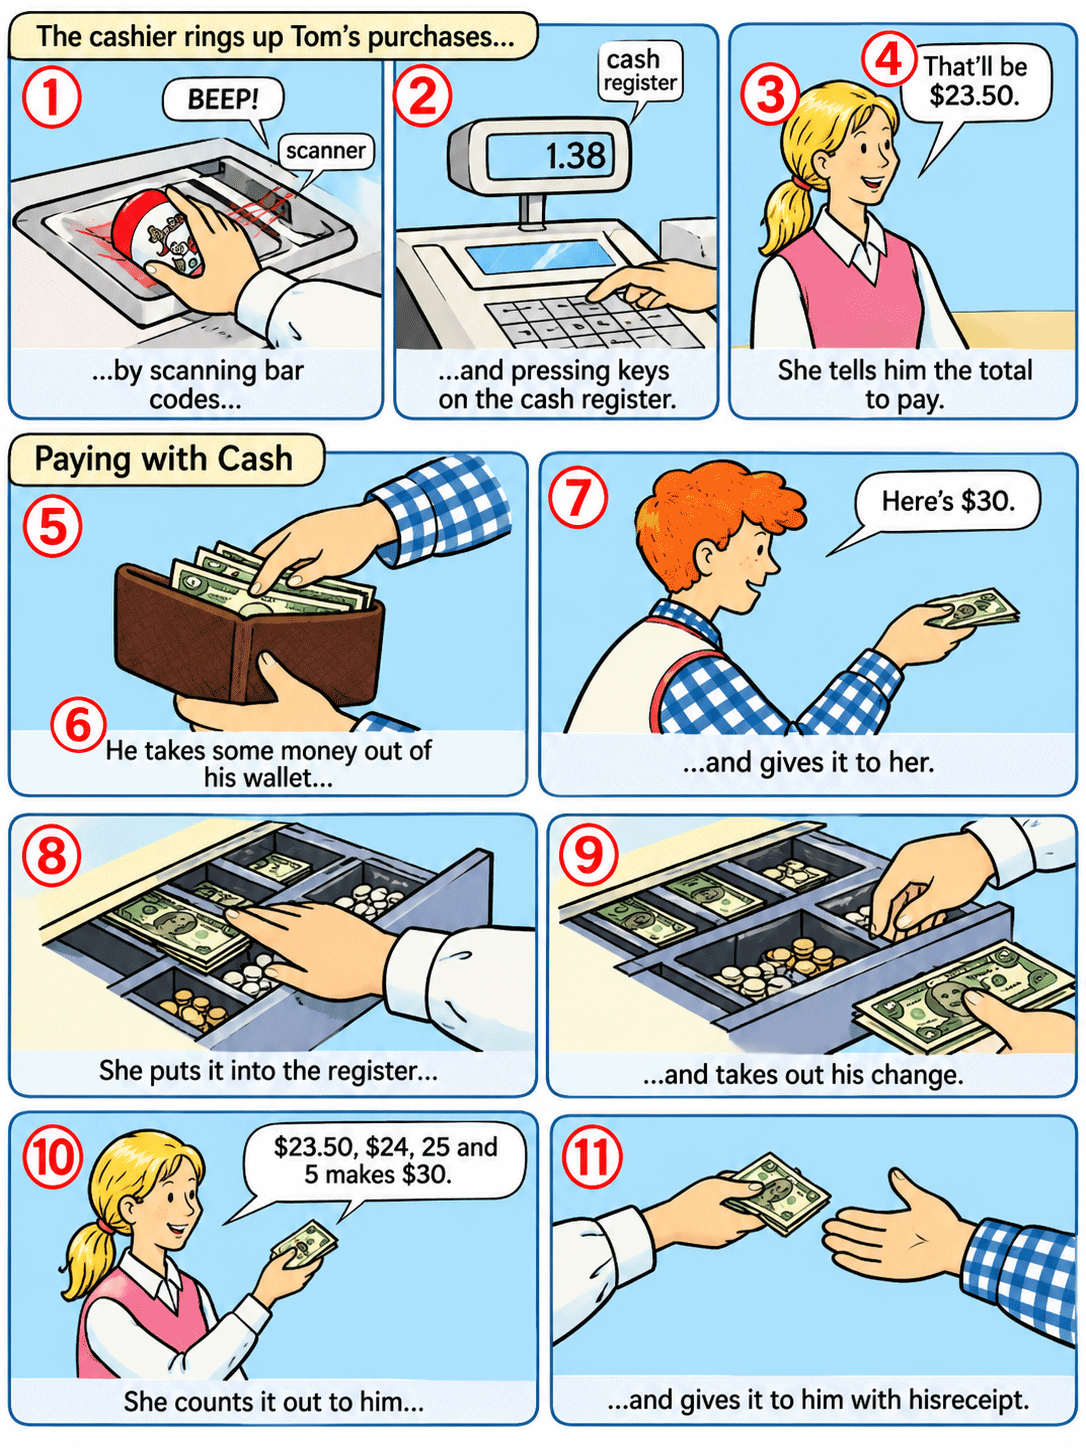 The cashier rings up Tom's purchases...
1
BEEP!
scanner
...by scanning bar
codes...
2
cash
register
1.38
...and pressing keys
on the cash register.
3
4
That'll be
$23.50.
She tells him the total
to pay.
Paying with Cash
5
6
He takes some money out of
his wallet...
7
Here's $30.
...and gives it to her.
8
She puts it into the register...
9
...and takes out his change.
10
$23.50, $24, 25 and
5 makes $30.
She counts it out to him...
11
...and gives it to him with hisreceipt.